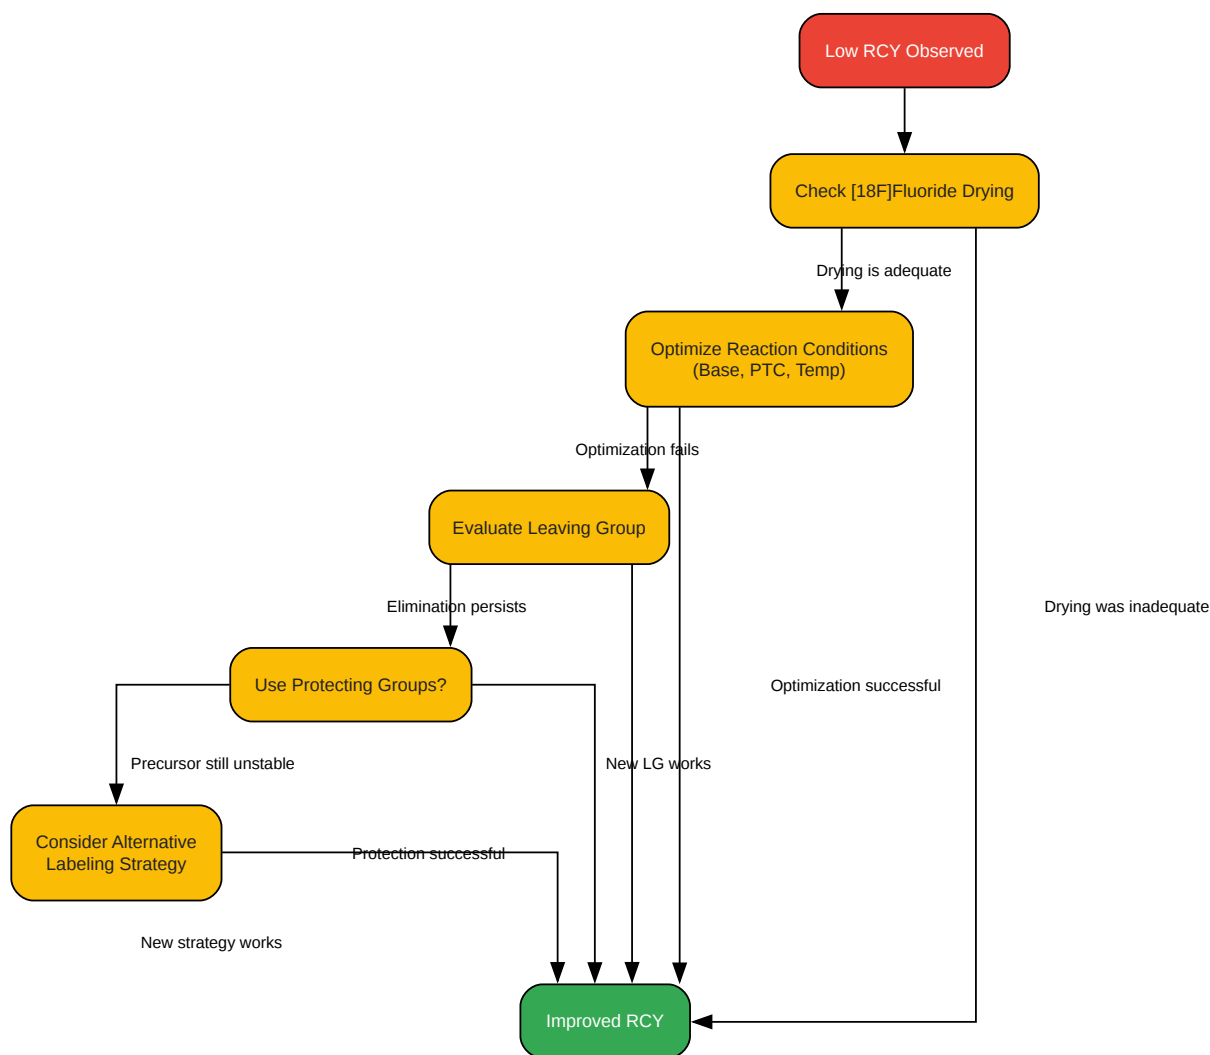 Low RCY Observed
Check [18F]Fluoride Drying
Drying is adequate
Optimize Reaction Conditions
(Base, PTC, Temp)
Optimization fails
Evaluate Leaving Group
Elimination persists
Drying was inadequate
Use Protecting Groups?
Optimization successful
Precursor still unstable
New LG works
Consider Alternative
Labeling Strategy
Protection successful
New strategy works
Improved RCY